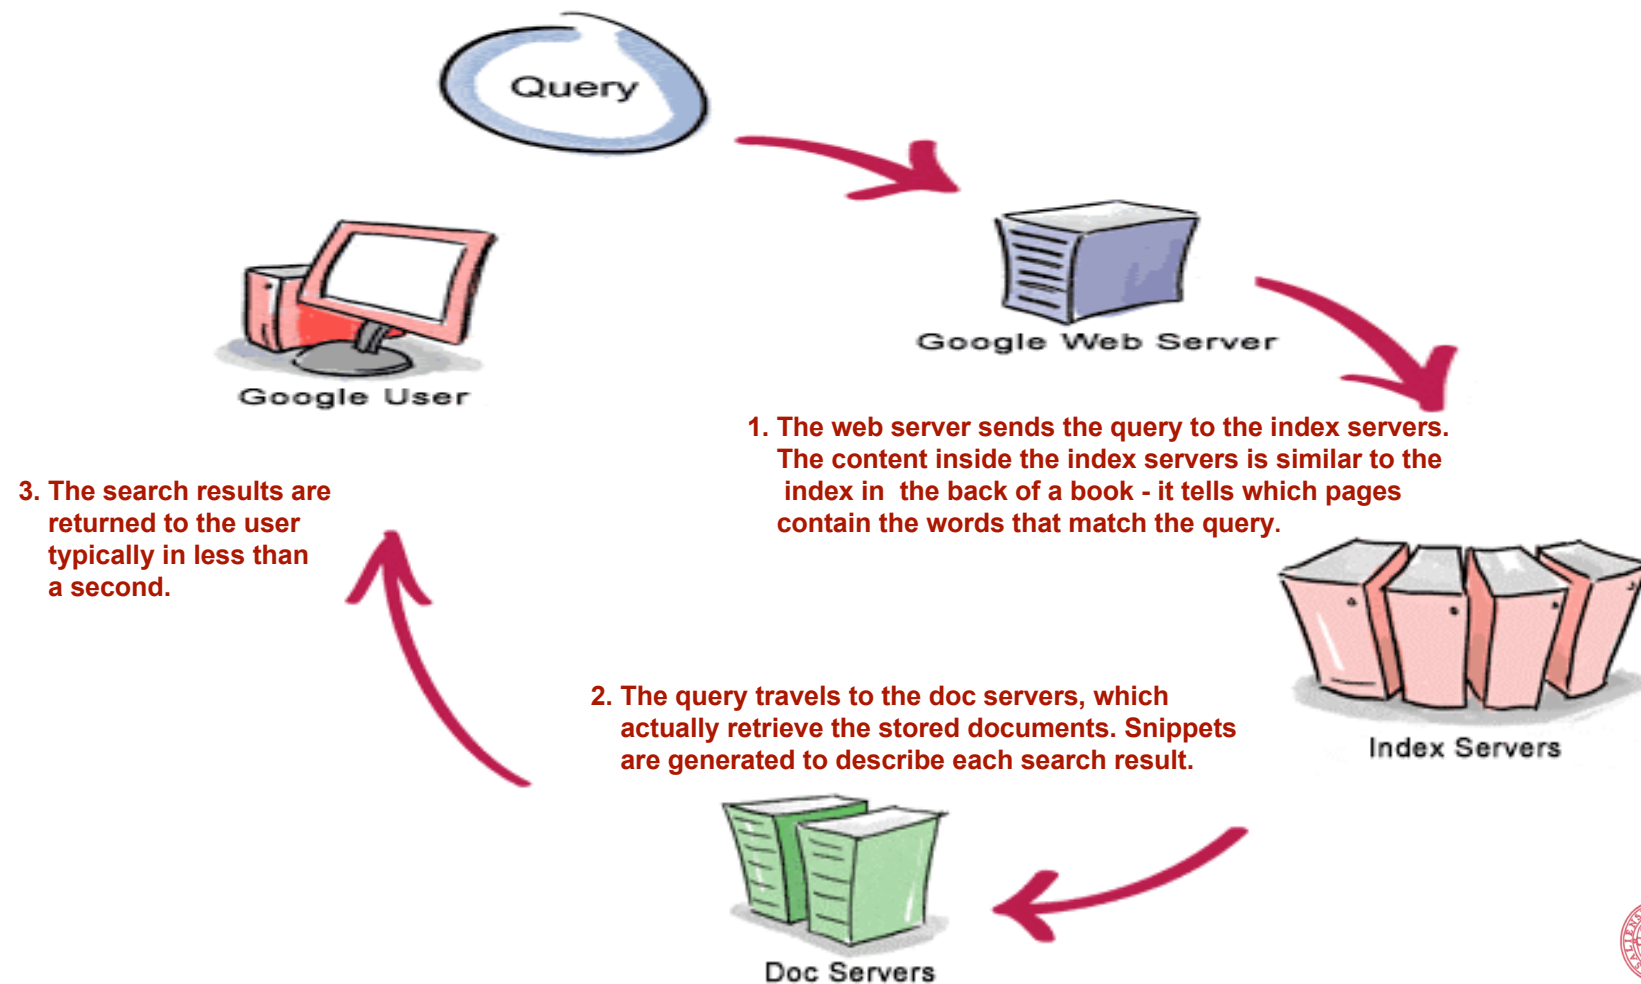 Query
Google Web Server
Google User
1. The web server sends the query to the index servers.
The content inside the index servers is similar to the
index in the back of a book - it tells which pages
contain the words that match the query.
3. The search results are
returned to the user
typically in less than
a second.
Index Servers
2. The query travels to the doc servers, which
actually retrieve the stored documents. Snippets
are generated to describe each search result.
Doc Servers